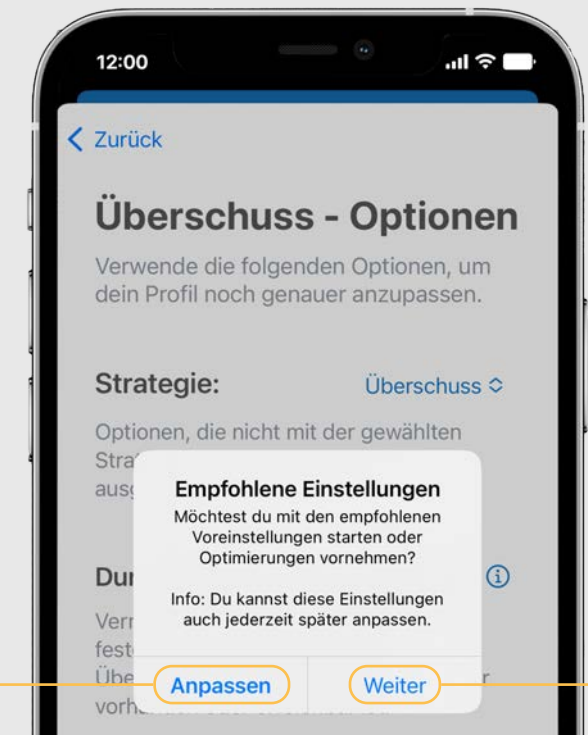 12:00
Zurück
Überschuss - Optionen
Verwende die folgenden Optionen, um
dein Profil noch genauer anzupassen.
Strategie:
Überschuss
Optionen, die nicht mit der gewählten
Empfohlene Einstellungen
Möchtest du mit den empfohlenen
Voreinstellungen starten oder
Optimierungen vornehmen?
Info: Du kannst diese Einstellungen
auch jederzeit später anpassen.
Anpassen
Weiter